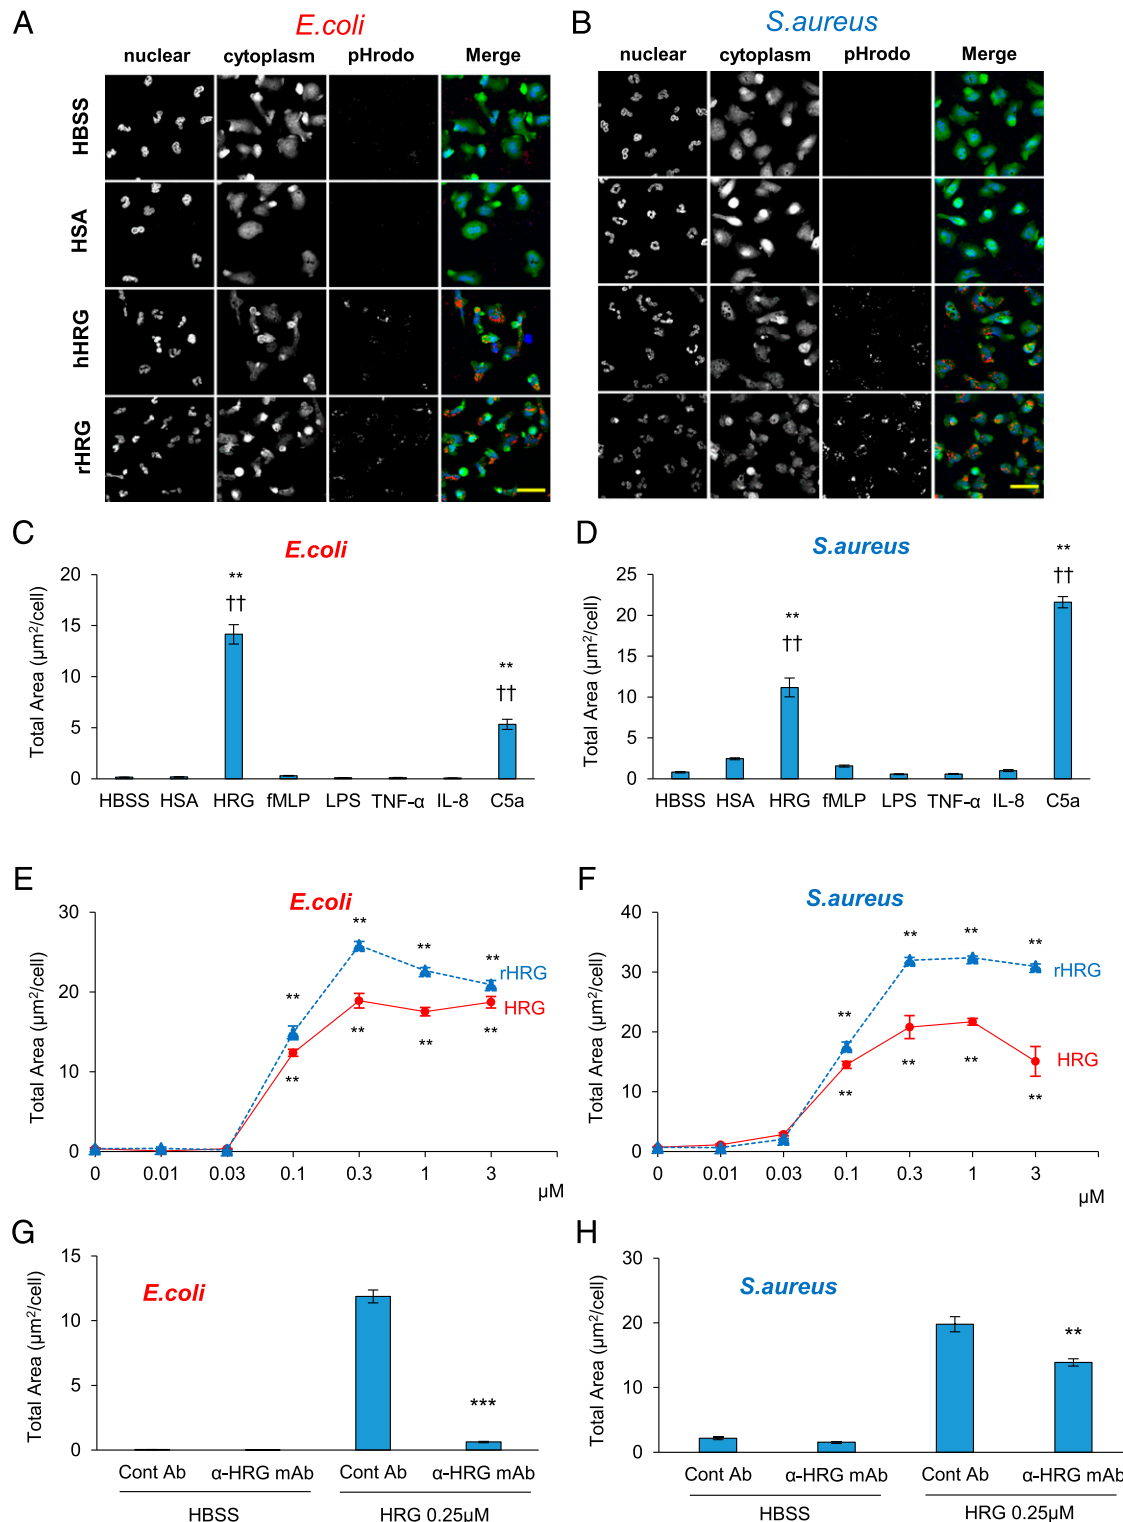 A
E.coli
nuclear cytoplasm pHrodo Merge
HBSS
HSA
hHRG
rHRG
B
S.aureus
nuclear cytoplasm pHrodo Merge
C
E.coli
Total Area (μm²/cell)
20
15
10
5
0
**
††
**
††
HBSS HSA HRG fMLP LPS TNF-α IL-8 C5a
D
S.aureus
Total Area (μm²/cell)
25
20
15
10
5
0
**
††
**
††
HBSS HSA HRG fMLP LPS TNF-α IL-8 C5a
E
E.coli
Total Area (μm²/cell)
30
20
10
0
** ** ** **
rHRG
HRG
** ** ** **
0 0.01 0.03 0.1 0.3 1 3
μM
F
S.aureus
Total Area (μm²/cell)
40
30
20
10
0
** ** ** **
rHRG
HRG
** ** ** **
0 0.01 0.03 0.1 0.3 1 3
μM
G
E.coli
Total Area (μm²/cell)
15
10
5
0
***
Cont Ab α-HRG mAb Cont Ab α-HRG mAb
HBSS HRG 0.25μM
H
S.aureus
Total Area (μm²/cell)
30
20
10
0
**
Cont Ab α-HRG mAb Cont Ab α-HRG mAb
HBSS HRG 0.25μM